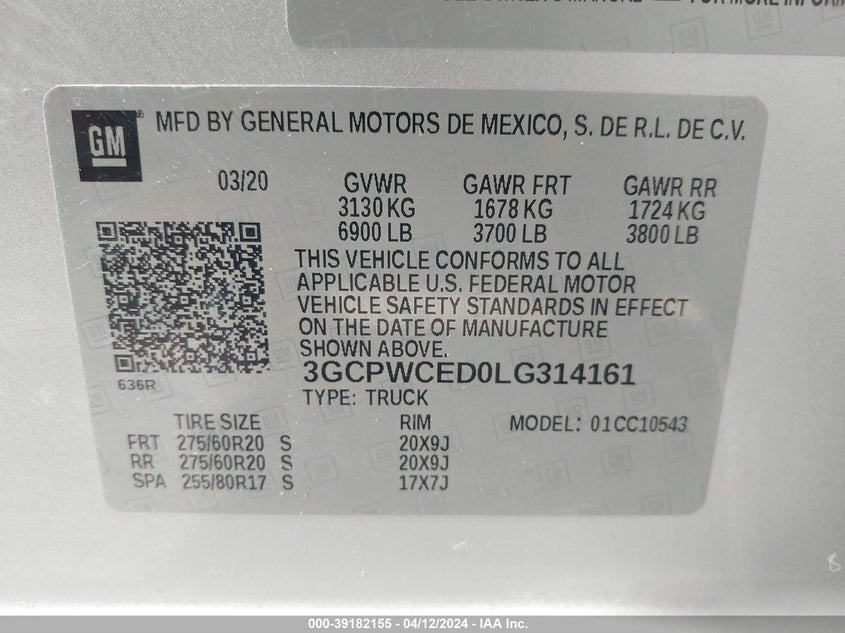 FOR MORE INFORM
GM
MFD BY GENERAL MOTORS DE MEXICO, S. DE R.L. DE C.V.
03/20 GVWR GAWR FRT GAWR RR
3130 KG 1678 KG 1724 KG
6900 LB 3700 LB 3800 LB
THIS VEHICLE CONFORMS TO ALL
APPLICABLE U.S. FEDERAL MOTOR
VEHICLE SAFETY STANDARDS IN EFFECT
ON THE DATE OF MANUFACTURE
SHOWN ABOVE.
3GCPWCED0LG314161
636R
TYPE: TRUCK
TIRE SIZE RIM MODEL: 01CC10543
FRT 275/60R20 S 20X9J
RR 275/60R20 S 20X9J
SPA 255/80R17 S 17X7J
8
000-39182155 - 04/12/2024 - IAA Inc.